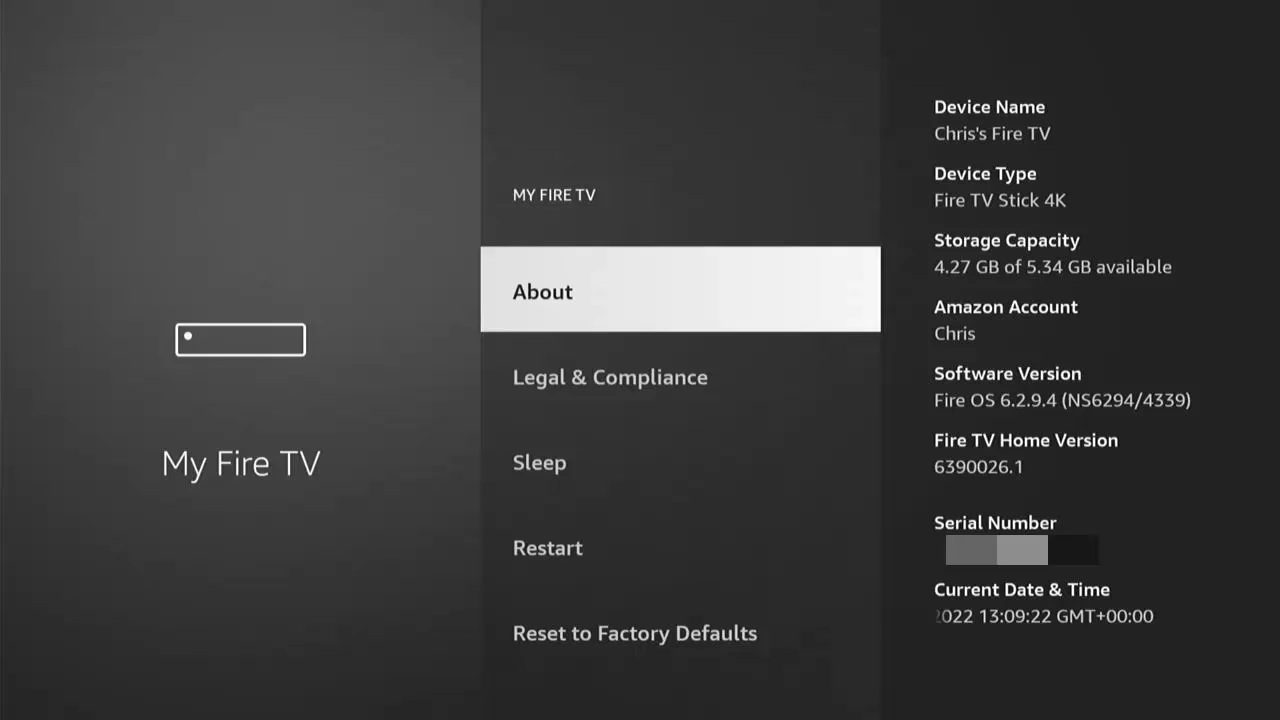 My Fire TV
MY FIRE TV
About
Legal & Compliance
Sleep
Restart
Reset to Factory Defaults
Device Name
Chris's Fire TV
Device Type
Fire TV Stick 4K
Storage Capacity
4.27 GB of 5.34 GB available
Amazon Account
Chris
Software Version
Fire OS 6.2.9.4 (NS6294/4339)
Fire TV Home Version
6390026.1
Serial Number
Current Date & Time
2022 13:09:22 GMT+00:00